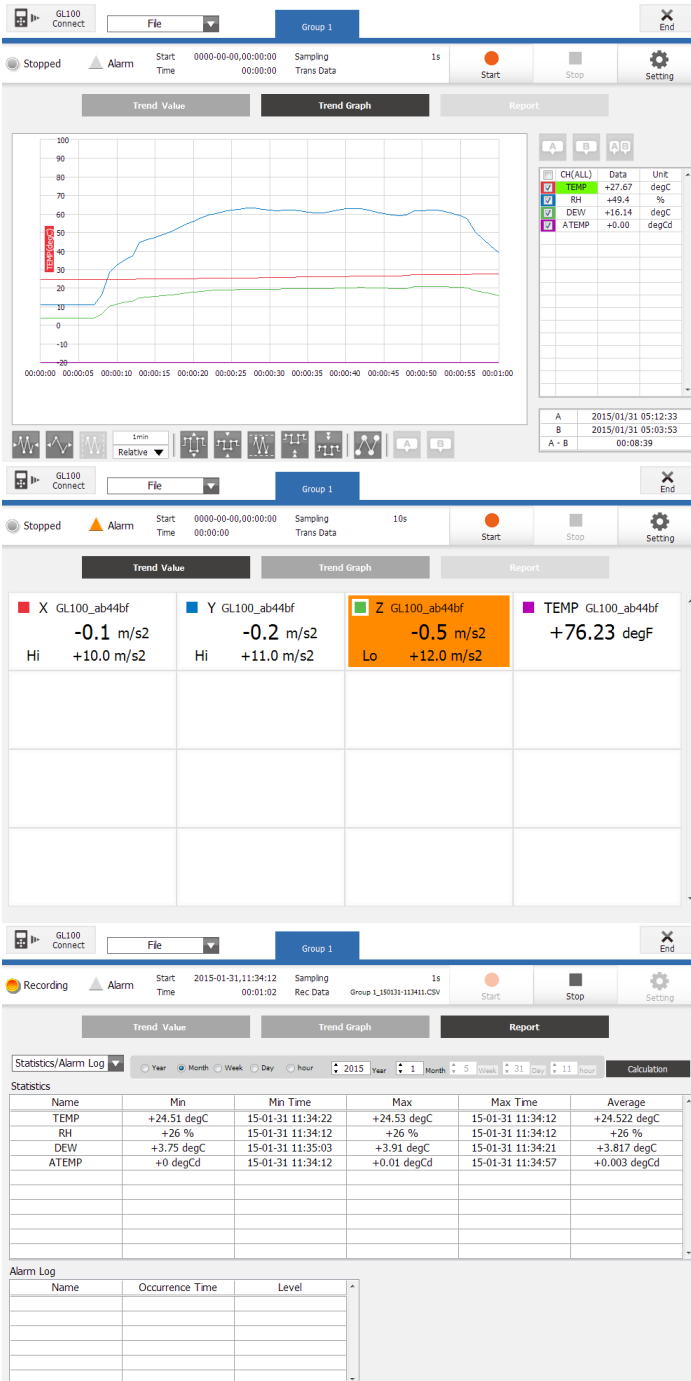 GL100
Connect
File
Group 1
End
Stopped
Alarm
Start 0000-00-00,00:00:00
Time 00:00:00
Sampling 1s
Trans Data
Start
Stop
Setting
Trend Value
Trend Graph
Report
100
90
80
70
60
50
40
30
20
10
0
-10
-20
TEMP(degC)
00:00:00 00:00:05 00:00:10 00:00:15 00:00:20 00:00:25 00:00:30 00:00:35 00:00:40 00:00:45 00:00:50 00:00:55 00:01:00
A B A B
CH(ALL) Data Unit
TEMP +27.67 degC
RH +49.4 %
DEW +16.14 degC
ATEMP +0.00 degCd
A 2015/01/31 05:12:33
B 2015/01/31 05:03:53
A - B 00:08:39
1min
Relative
A B
GL100
Connect
File
Group 1
End
Stopped
Alarm
Start 0000-00-00,00:00:00
Time 00:00:00
Sampling 10s
Trans Data
Start
Stop
Setting
Trend Value
Trend Graph
Report
X GL100_ab44bf
-0.1 m/s2
Hi +10.0 m/s2
Y GL100_ab44bf
-0.2 m/s2
Hi +11.0 m/s2
Z GL100_ab44bf
-0.5 m/s2
Lo +12.0 m/s2
TEMP GL100_ab44bf
+76.23 degF
GL100
Connect
File
Group 1
End
Recording
Alarm
Start 2015-01-31,11:34:12
Time 00:01:02
Sampling 1s
Rec Data Group 1_150131-113411.CSV
Start
Stop
Setting
Trend Value
Trend Graph
Report
Statistics/Alarm Log
Year Month Week Day hour
2015 Year 1 Month 5 Week 31 Day 11 hour
Calculation
Statistics
Name Min Min Time Max Max Time Average
TEMP +24.51 degC 15-01-31 11:34:22 +24.53 degC 15-01-31 11:34:12 +24.522 degC
RH +26 % 15-01-31 11:34:12 +26 % 15-01-31 11:34:12 +26 %
DEW +3.75 degC 15-01-31 11:35:03 +3.91 degC 15-01-31 11:34:21 +3.817 degC
ATEMP +0 degCd 15-01-31 11:34:12 +0.01 degCd 15-01-31 11:34:57 +0.003 degCd
Alarm Log
Name Occurrence Time Level